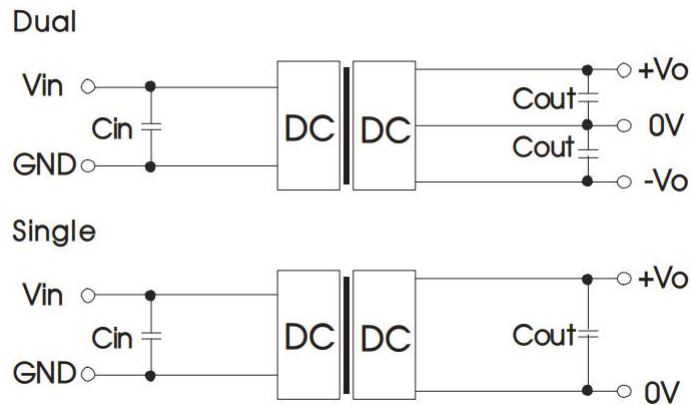 Dual
Vin
+Vo
Cout
Cin
DC
DC
0V
Cout
GND
-Vo
Single
Vin
+Vo
Cin
DC
DC
Cout
GND
0V